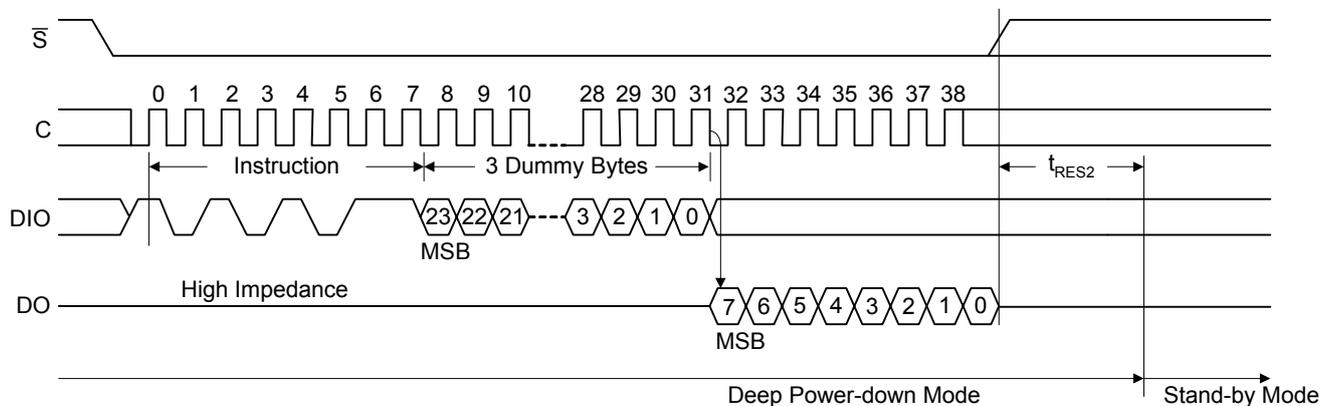 S
0 1 2 3 4 5 6 7 8 9 10 28 29 30 31 32 33 34 35 36 37 38
C
Instruction 3 Dummy Bytes tRES2
DIO 23 22 21 3 2 1 0
MSB
High Impedance
DO 7 6 5 4 3 2 1 0
MSB
Deep Power-down Mode Stand-by Mode